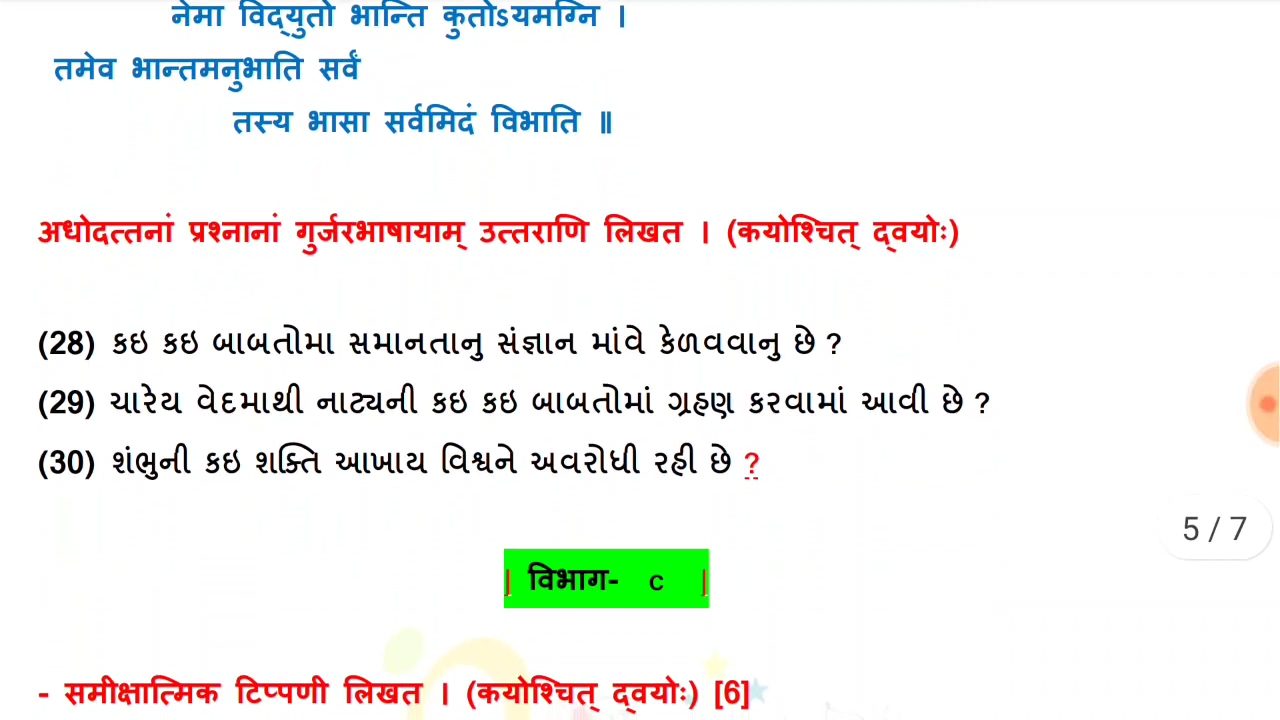 नेमा विद्युतो भान्ति कुतोऽयमग्नि ।
तमेव भान्तमनुभाति सर्वं
तस्य भासा सर्वमिदं विभाति ॥
अधोदत्तनां प्रश्नानां गुर्जरभाषायाम् उत्तराणि लिखत । (कयोश्चित् द्वयोः)
(28) કઇ કઇ બાબતોમા સમાનતાનુ સંજ્ઞાન માંવે કેળવવાનુ છે ?
(29) ચારેય વેદમાથી નાટ્યની કઇ કઇ બાબતોમાં ગ્રહણ કરવામાં આવી છે ?
(30) શંભુની કઇ શક્તિ આખાય વિશ્વને અવરોધી રહી છે ?
5 / 7
| विभाग- c |
- समीक्षात्मिक टिप्पणी लिखत । (कयोश्चित् द्वयोः) [6]